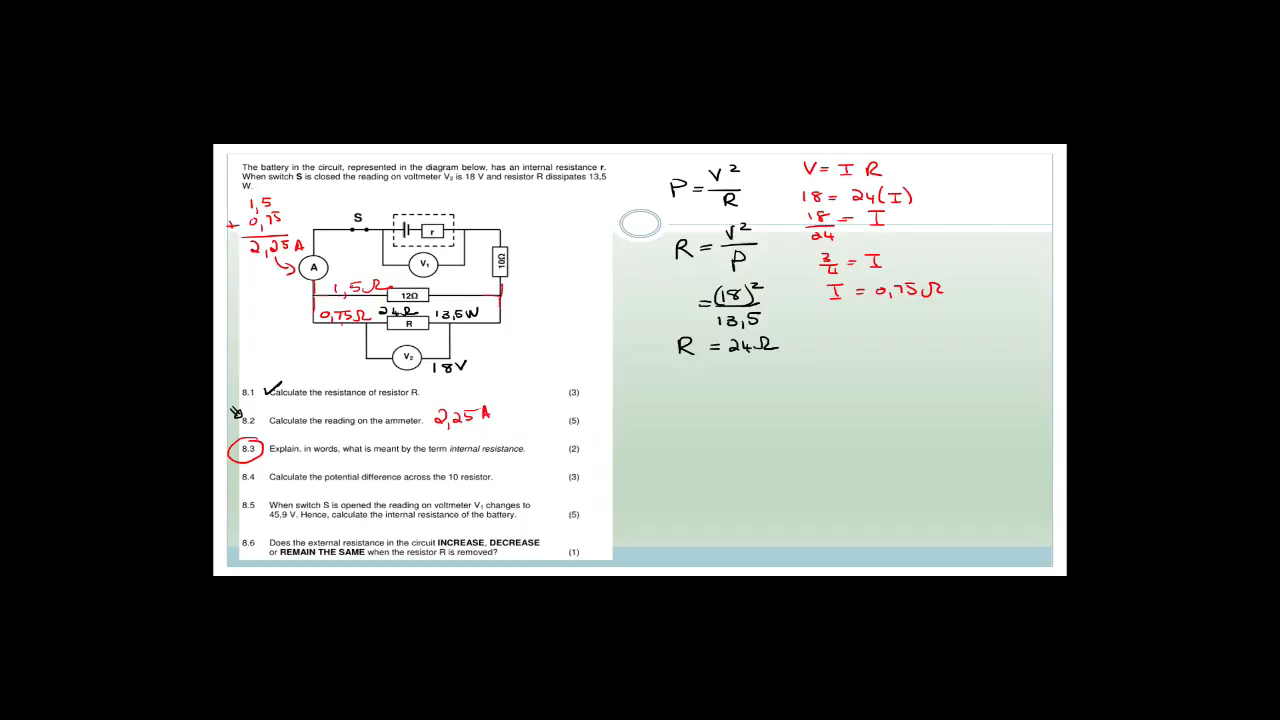 The battery in the circuit, represented in the diagram below, has an internal resistance r.
When switch S is closed the reading on voltmeter V₂ is 18 V and resistor R dissipates 13,5
W.
1,5
+ 0,75
2,25A
S
r
V₁
A
10Ω
1,5Ω
12Ω
0,75Ω
24Ω
13,5W
R
V₂
18V
8.1 Calculate the resistance of resistor R. (3)
8.2 Calculate the reading on the ammeter. 2,25A (5)
8.3 Explain, in words, what is meant by the term internal resistance. (2)
8.4 Calculate the potential difference across the 10 resistor. (3)
8.5 When switch S is opened the reading on voltmeter V₁ changes to
45,9 V. Hence, calculate the internal resistance of the battery. (5)
8.6 Does the external resistance in the circuit INCREASE, DECREASE
or REMAIN THE SAME when the resistor R is removed? (1)
P = V²/R
R = V²/P
= (18)²/13,5
R = 24Ω
V = I R
18 = 24(I)
18/24 = I
3/4 = I
I = 0,75Ω